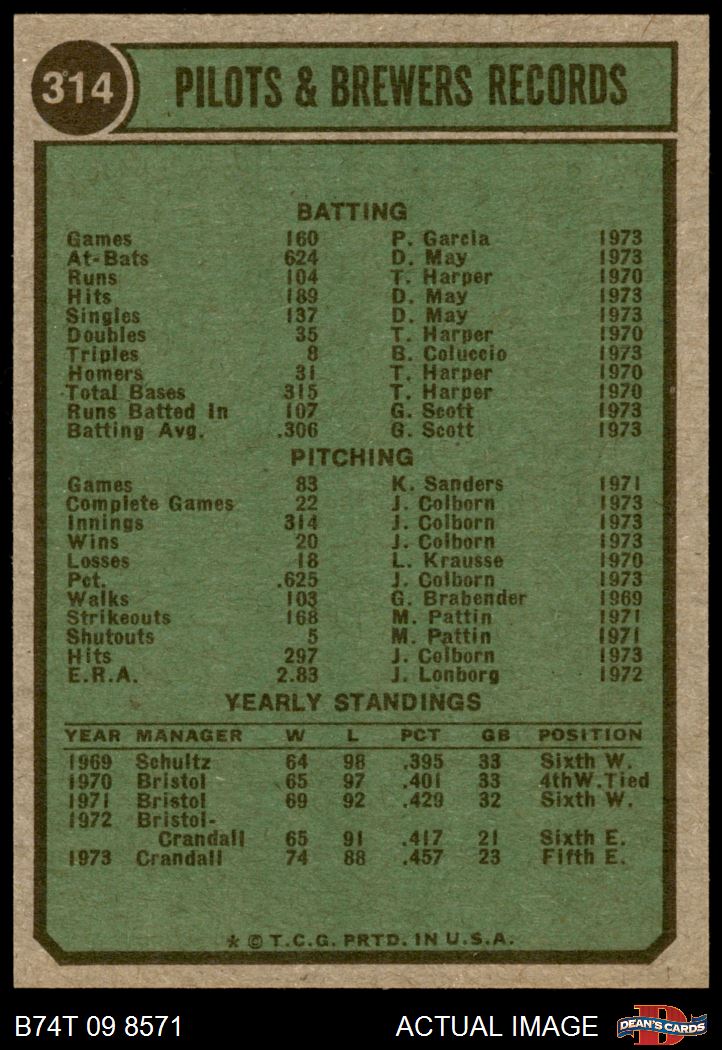 314
PILOTS & BREWERS RECORDS
BATTING
Games 160 P. Garcia 1973
At-Bats 624 D. May 1973
Runs 104 T. Harper 1970
Hits 189 D. May 1973
Singles 137 D. May 1973
Doubles 35 T. Harper 1970
Triples 8 B. Coluccio 1973
Homers 31 T. Harper 1970
Total Bases 315 T. Harper 1970
Runs Batted In 107 G. Scott 1973
Batting Avg. .306 G. Scott 1973
PITCHING
Games 83 K. Sanders 1971
Complete Games 22 J. Colborn 1973
Innings 314 J. Colborn 1973
Wins 20 J. Colborn 1973
Losses 18 L. Krausse 1970
Pct. .625 J. Colborn 1973
Walks 103 G. Brabender 1969
Strikeouts 168 M. Pattin 1971
Shutouts 5 M. Pattin 1971
Hits 297 J. Colborn 1973
E.R.A. 2.83 J. Lonborg 1972
YEARLY STANDINGS
YEAR MANAGER W L PCT GB POSITION
1969 Schultz 64 98 .395 33 Sixth W.
1970 Bristol 65 97 .401 33 4thW.Tied
1971 Bristol 69 92 .429 32 Sixth W.
1972 Bristol-
Crandall 65 91 .417 21 Sixth E.
1973 Crandall 74 88 .457 23 Fifth E.
* © T.C.G. PRTD. IN U.S.A.
B74T 09 8571 ACTUAL IMAGE DEAN'S CARDS